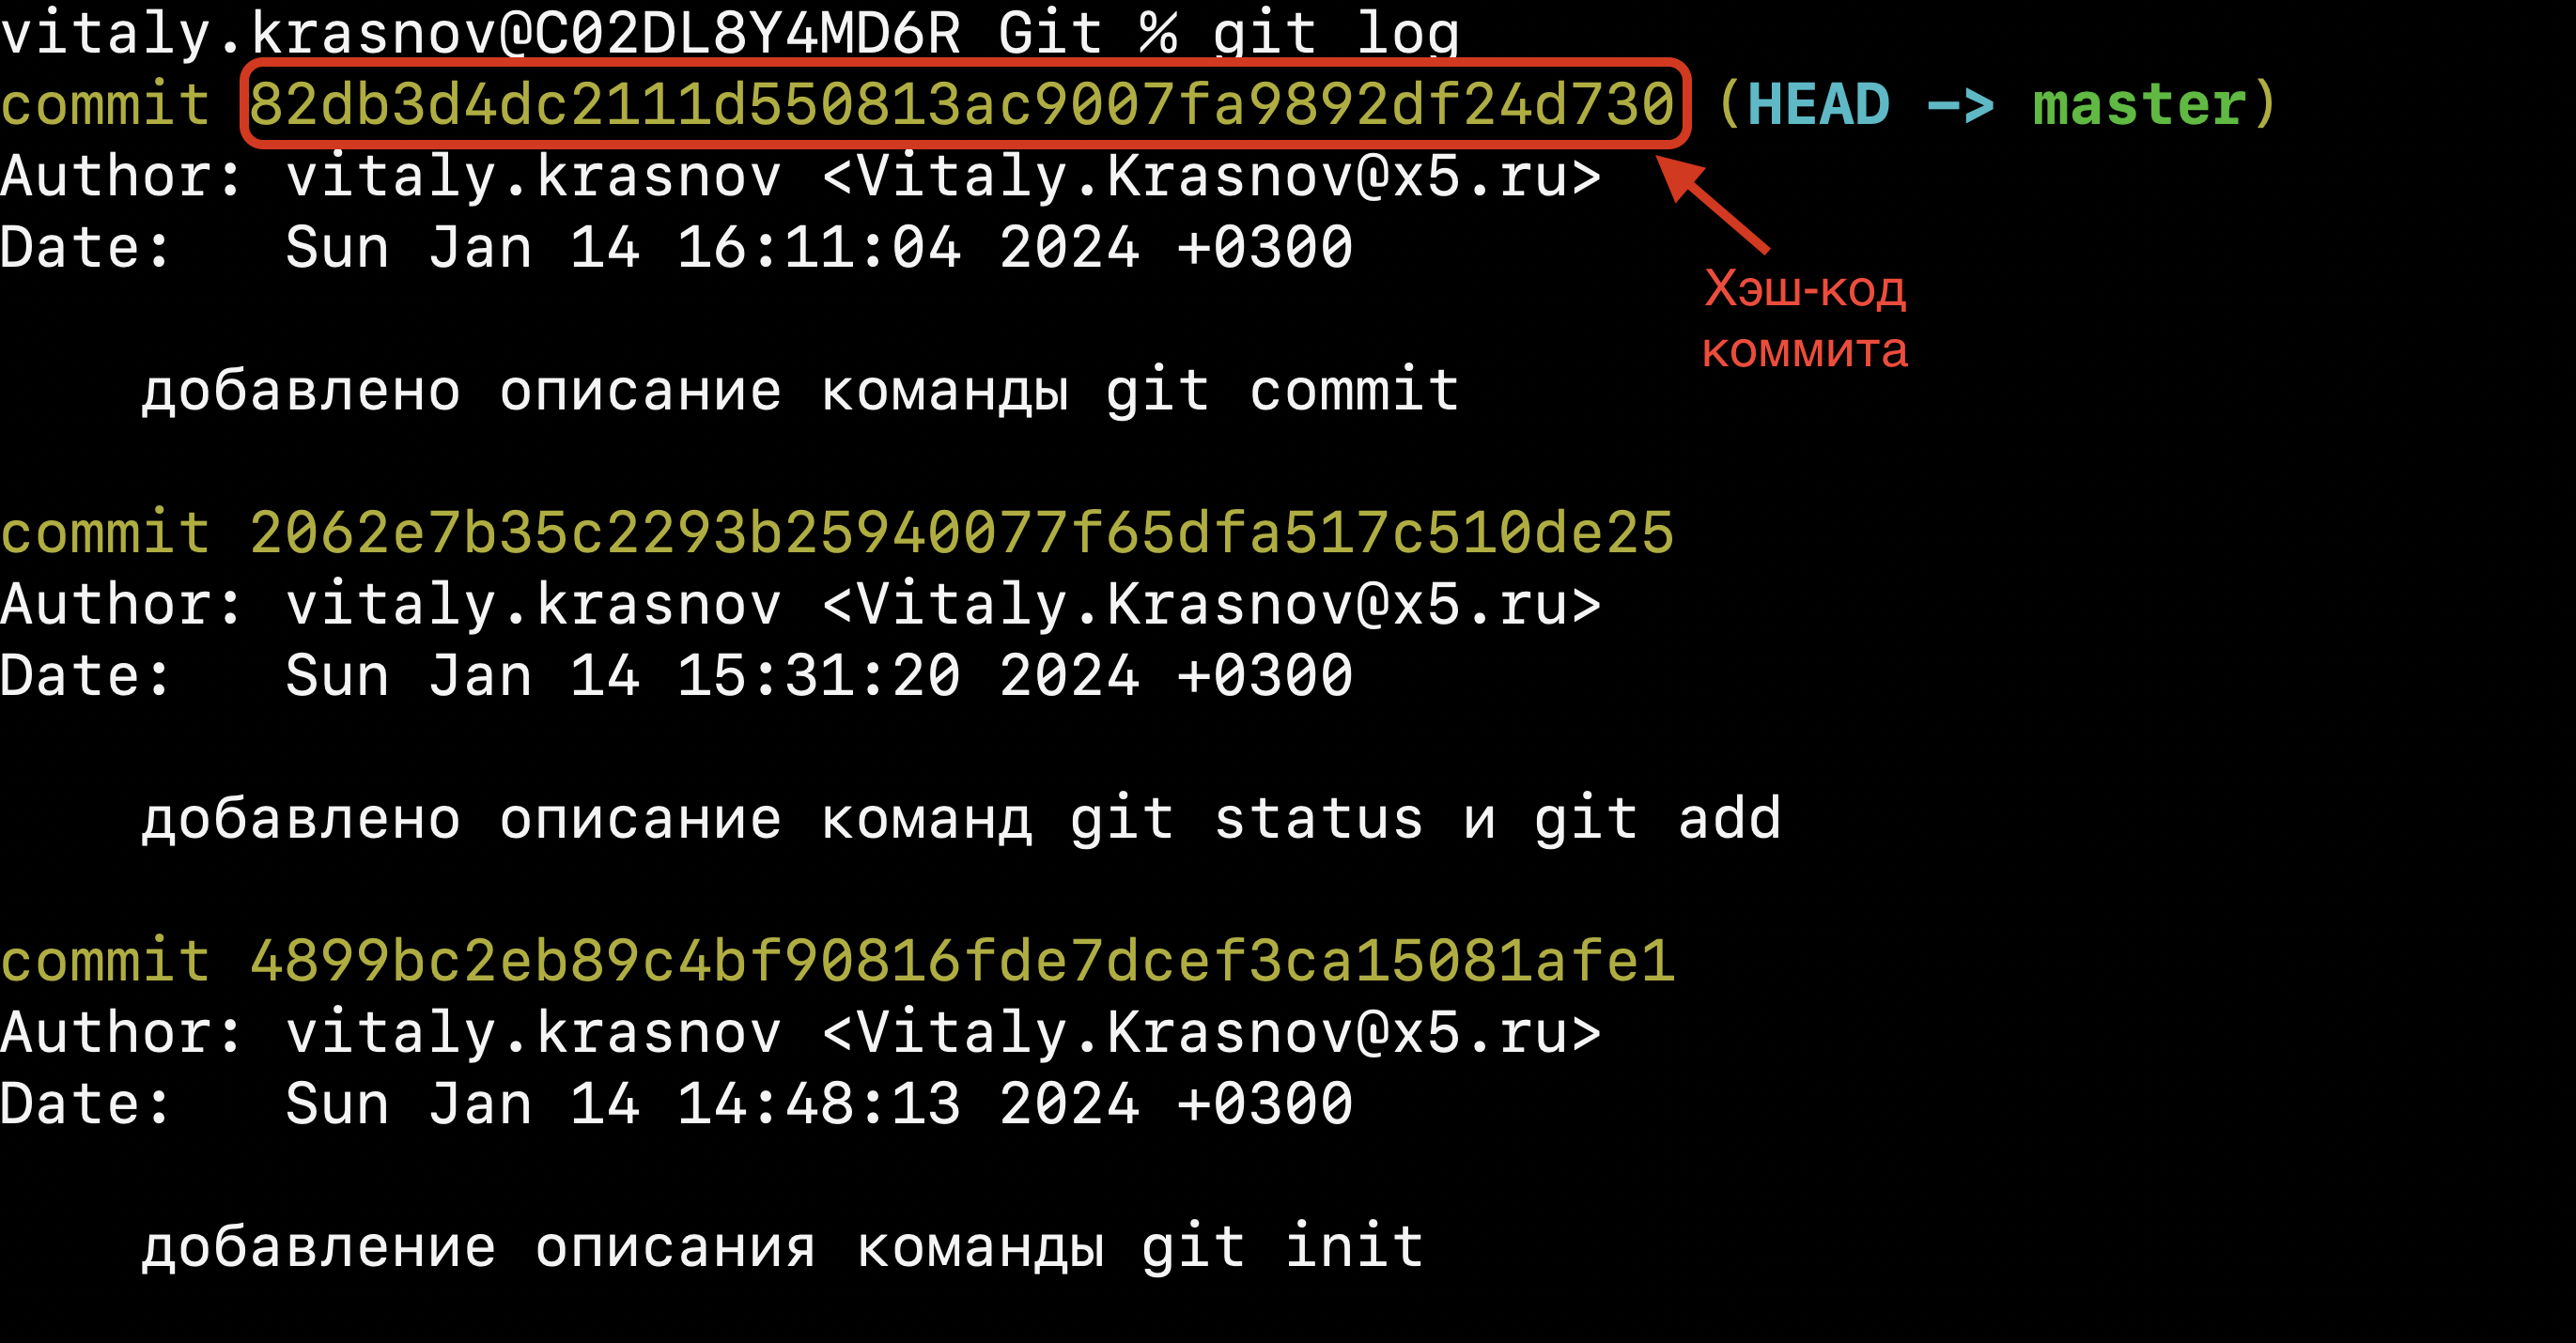 vitaly.krasnov@C02DL8Y4MD6R Git % git log
commit 82db3d4dc2111d550813ac9007fa9892df24d730 (HEAD -> master)
Author: vitaly.krasnov <Vitaly.Krasnov@x5.ru>
Date:   Sun Jan 14 16:11:04 2024 +0300
Хэш-код
коммита
добавлено описание команды git commit
commit 2062e7b35c2293b25940077f65dfa517c510de25
Author: vitaly.krasnov <Vitaly.Krasnov@x5.ru>
Date:   Sun Jan 14 15:31:20 2024 +0300
добавлено описание команд git status и git add
commit 4899bc2eb89c4bf90816fde7dcef3ca15081afe1
Author: vitaly.krasnov <Vitaly.Krasnov@x5.ru>
Date:   Sun Jan 14 14:48:13 2024 +0300
добавление описания команды git init